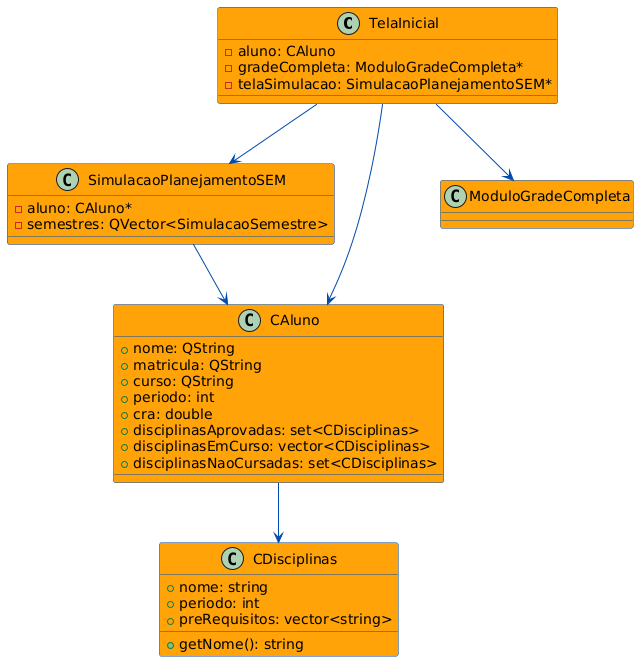 C TelaInicial
aluno: CAluno
gradeCompleta: ModuloGradeCompleta*
telaSimulacao: SimulacaoPlanejamentoSEM*
C SimulacaoPlanejamentoSEM
aluno: CAluno*
semestres: QVector<SimulacaoSemestre>
C ModuloGradeCompleta
C CAluno
nome: QString
matricula: QString
curso: QString
periodo: int
cra: double
disciplinasAprovadas: set<CDisciplinas>
disciplinasEmCurso: vector<CDisciplinas>
disciplinasNaoCursadas: set<CDisciplinas>
C CDisciplinas
nome: string
periodo: int
preRequisitos: vector<string>
getNome(): string